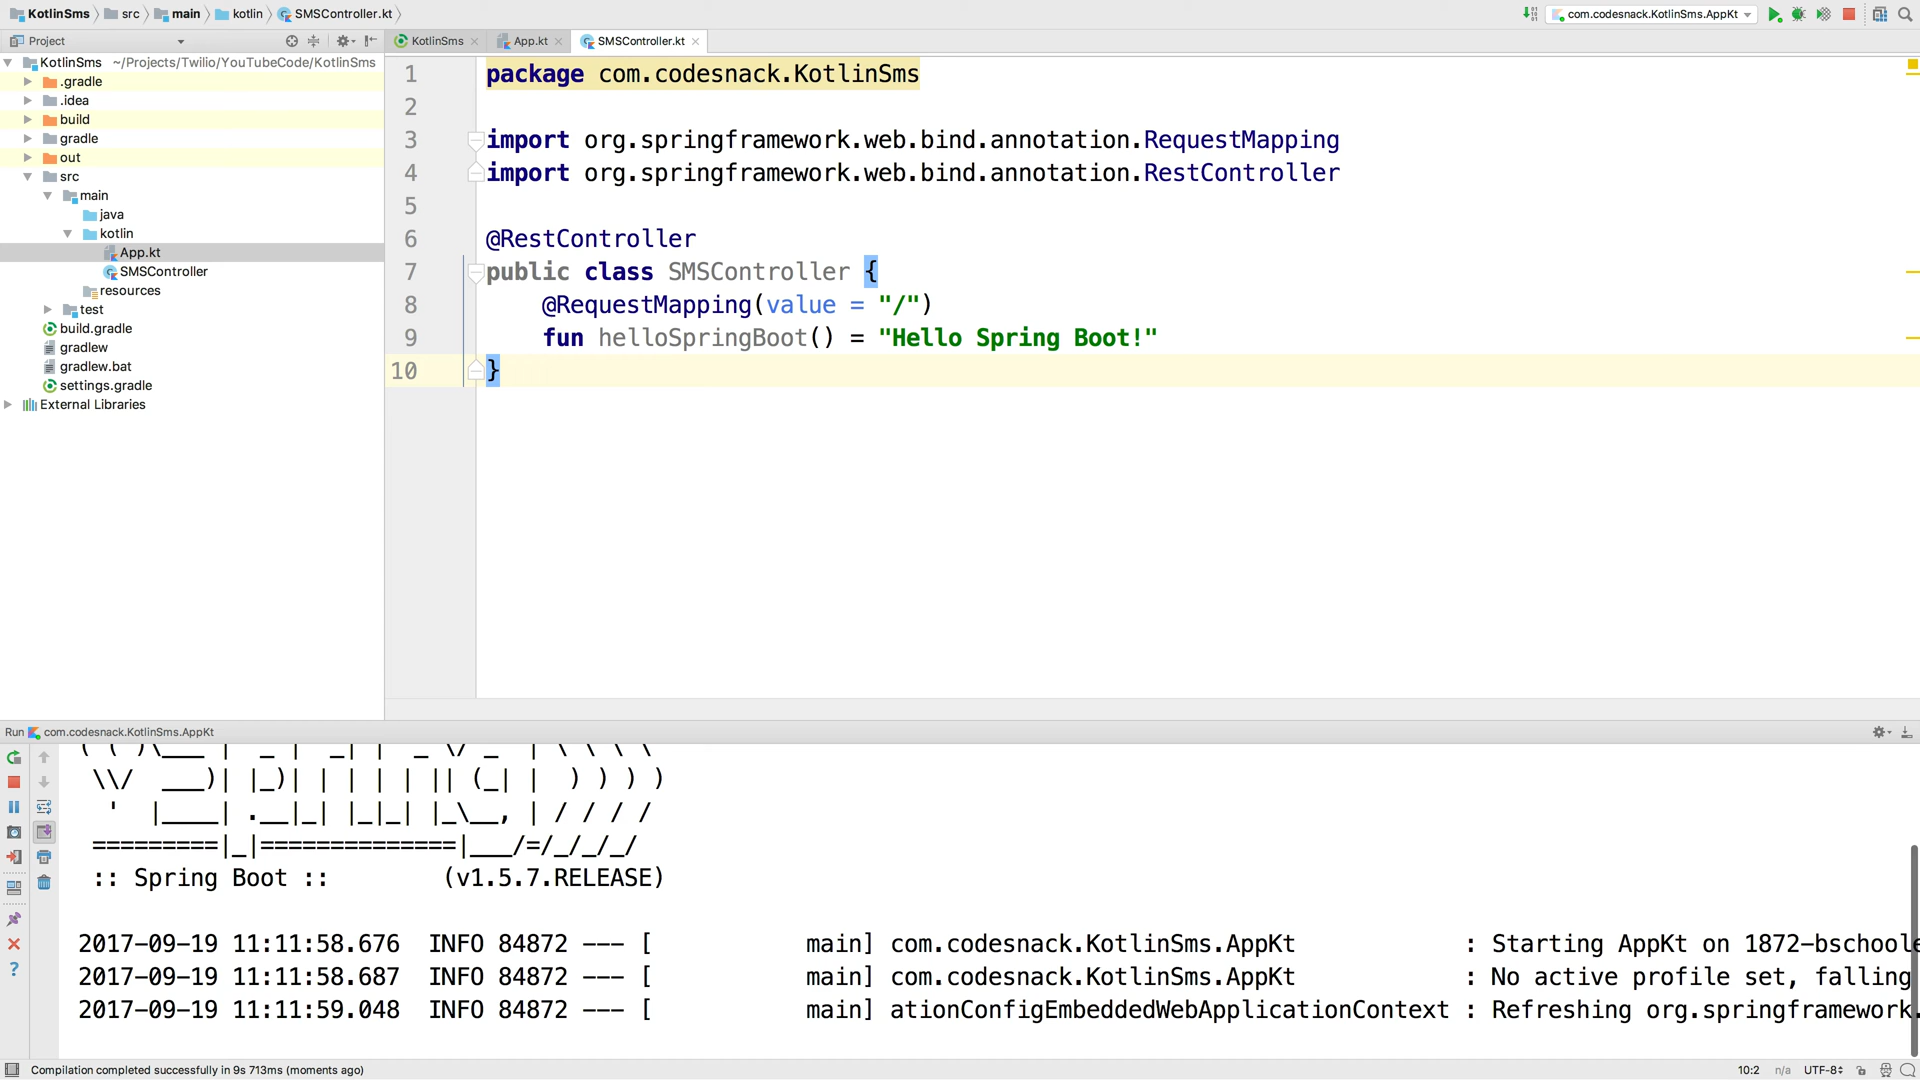 KotlinSms src main kotlin SMSController.kt com.codesnack.KotlinSms.AppKt
Project
KotlinSms App.kt SMSController.kt
KotlinSms ~/Projects/Twilio/YouTubeCode/KotlinSms
.gradle
.idea
build
gradle
out
src
main
java
kotlin
App.kt
SMSController
resources
test
build.gradle
gradlew
gradlew.bat
settings.gradle
External Libraries
1 package com.codesnack.KotlinSms
2
3 import org.springframework.web.bind.annotation.RequestMapping
4 import org.springframework.web.bind.annotation.RestController
5
6 @RestController
7 public class SMSController {
8 @RequestMapping(value = "/")
9 fun helloSpringBoot() = "Hello Spring Boot!"
10 }
Run com.codesnack.KotlinSms.AppKt
( ( )\___ | _ | _| | _ \/ _ | \ \ \ \
\\/ ___)| |_)| | | | | || (_| | ) ) ) )
' |____| .__|_| |_|_| |_\__, | / / / /
=========|_|==============|___/=/_/_/_/
:: Spring Boot :: (v1.5.7.RELEASE)
2017-09-19 11:11:58.676 INFO 84872 --- [ main] com.codesnack.KotlinSms.AppKt : Starting AppKt on 1872-bschoole
2017-09-19 11:11:58.687 INFO 84872 --- [ main] com.codesnack.KotlinSms.AppKt : No active profile set, falling
2017-09-19 11:11:59.048 INFO 84872 --- [ main] ationConfigEmbeddedWebApplicationContext : Refreshing org.springframework.
Compilation completed successfully in 9s 713ms (moments ago) 10:2 n/a UTF-8